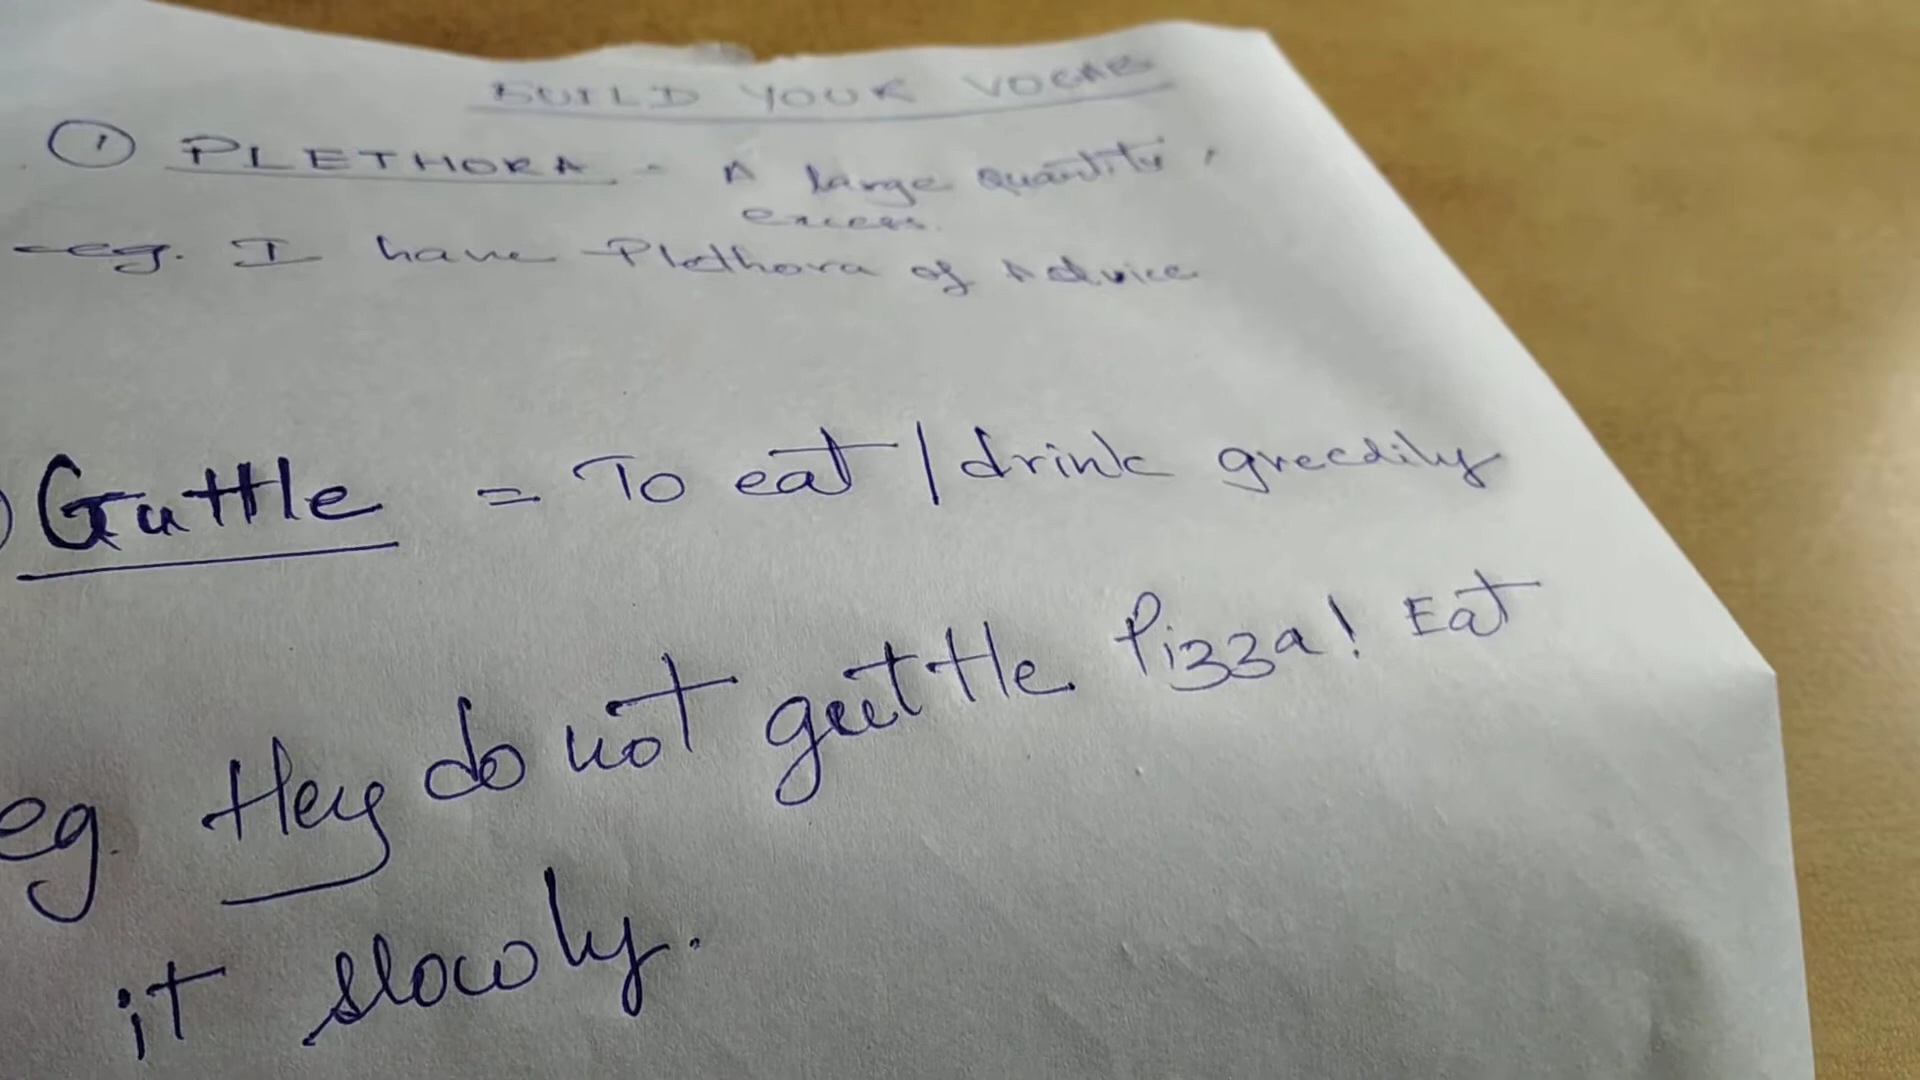 BUILD YOUR VOCAB
① PLETHORA - A large quantity,
excess.
eg. I have Plethora of Advice
Guttle = To eat / drink greedily
eg. Hey do not guttle Pizza! Eat
it slowly.